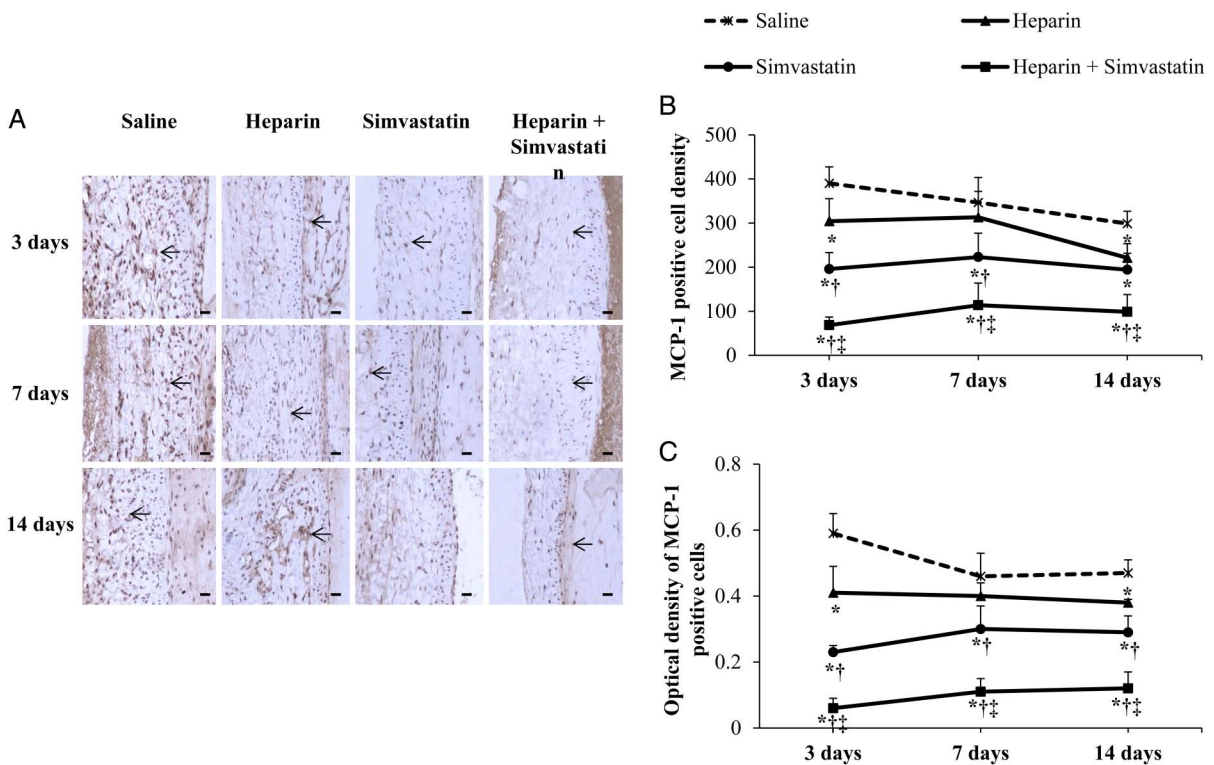 Saline
Heparin
Simvastatin
Heparin + Simvastatin
A
Saline
Heparin
Simvastatin
Heparin +
Simvastati
n
3 days
7 days
14 days
B
MCP-1 positive cell density
500
400
300
200
100
0
*
*†
*†‡
*†
*†‡
*
*
*†‡
3 days
7 days
14 days
C
Optical density of MCP-1
positive cells
0.8
0.6
0.4
0.2
0
*
*†
*†‡
*†
*†‡
*
*†
*†‡
3 days
7 days
14 days